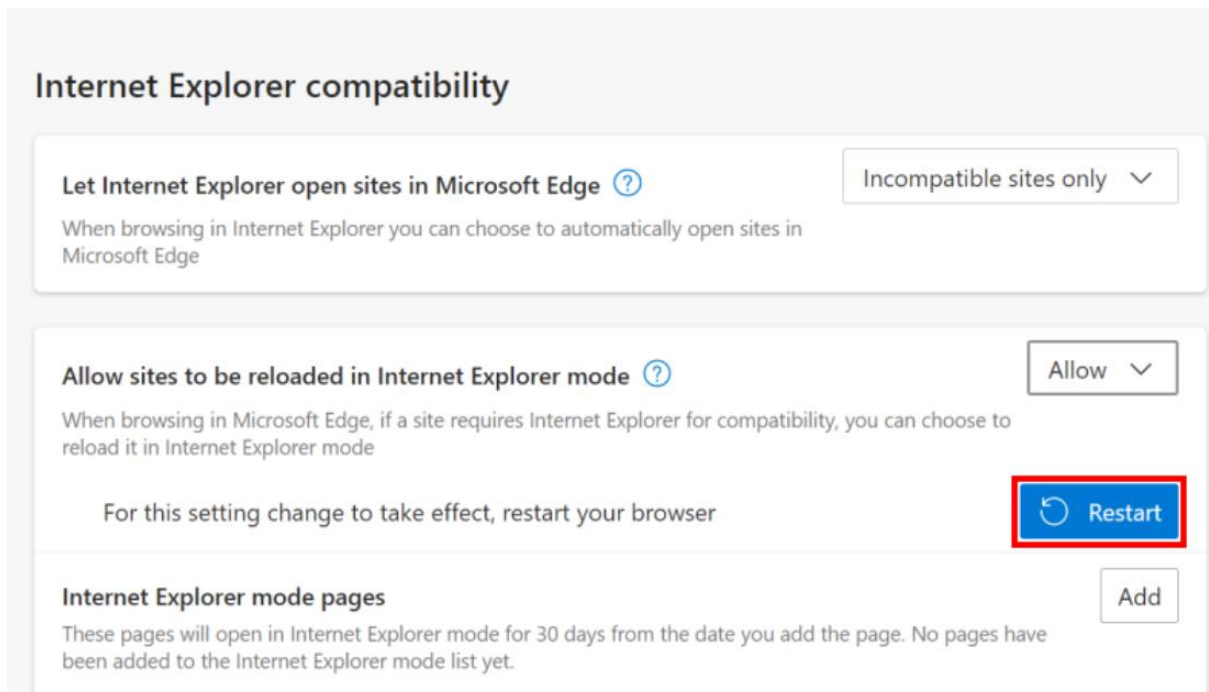 Internet Explorer compatibility
Let Internet Explorer open sites in Microsoft Edge
Incompatible sites only
When browsing in Internet Explorer you can choose to automatically open sites in
Microsoft Edge
Allow sites to be reloaded in Internet Explorer mode
Allow
When browsing in Microsoft Edge, if a site requires Internet Explorer for compatibility, you can choose to
reload it in Internet Explorer mode
For this setting change to take effect, restart your browser
Restart
Internet Explorer mode pages
Add
These pages will open in Internet Explorer mode for 30 days from the date you add the page. No pages have
been added to the Internet Explorer mode list yet.